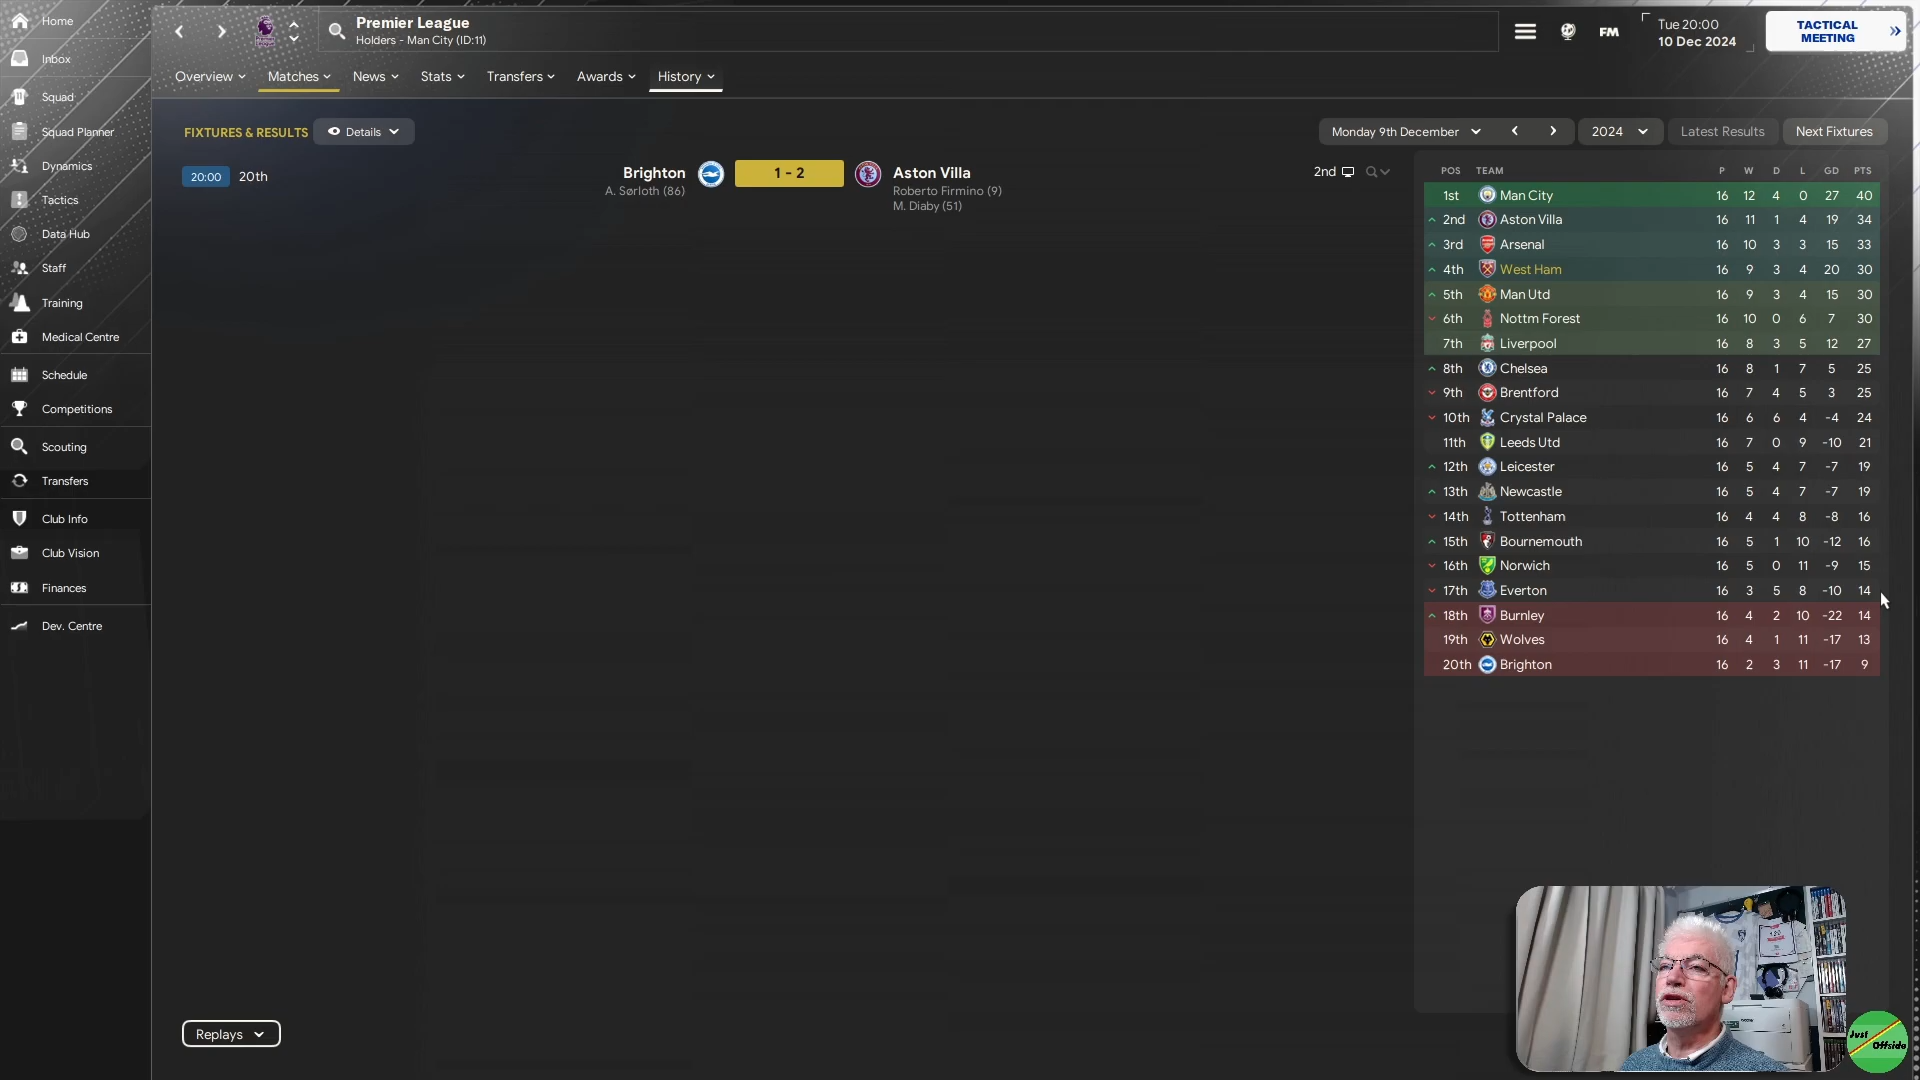 Home
Inbox
Squad
Squad Planner
Dynamics
Tactics
Data Hub
Staff
Training
Medical Centre
Schedule
Competitions
Scouting
Transfers
Club Info
Club Vision
Finances
Dev. Centre
Premier League
Holders - Man City (ID:11)
FM
Tue 20:00
10 Dec 2024
TACTICAL
MEETING
Overview Matches News Stats Transfers Awards History
FIXTURES & RESULTS Details
Monday 9th December 2024 Latest Results Next Fixtures
20:00 20th Brighton 1 - 2 Aston Villa 2nd
A. Sørloth (86) Roberto Firmino (9)
M. Diaby (51)
POS TEAM P W D L GD PTS
1st Man City 16 12 4 0 27 40
2nd Aston Villa 16 11 1 4 19 34
3rd Arsenal 16 10 3 3 15 33
4th West Ham 16 9 3 4 20 30
5th Man Utd 16 9 3 4 15 30
6th Nottm Forest 16 10 0 6 7 30
7th Liverpool 16 8 3 5 12 27
8th Chelsea 16 8 1 7 5 25
9th Brentford 16 7 4 5 3 25
10th Crystal Palace 16 6 6 4 -4 24
11th Leeds Utd 16 7 0 9 -10 21
12th Leicester 16 5 4 7 -7 19
13th Newcastle 16 5 4 7 -7 19
14th Tottenham 16 4 4 8 -8 16
15th Bournemouth 16 5 1 10 -12 16
16th Norwich 16 5 0 11 -9 15
17th Everton 16 3 5 8 -10 14
18th Burnley 16 4 2 10 -22 14
19th Wolves 16 4 1 11 -17 13
20th Brighton 16 2 3 11 -17 9
Replays
Just
Offside